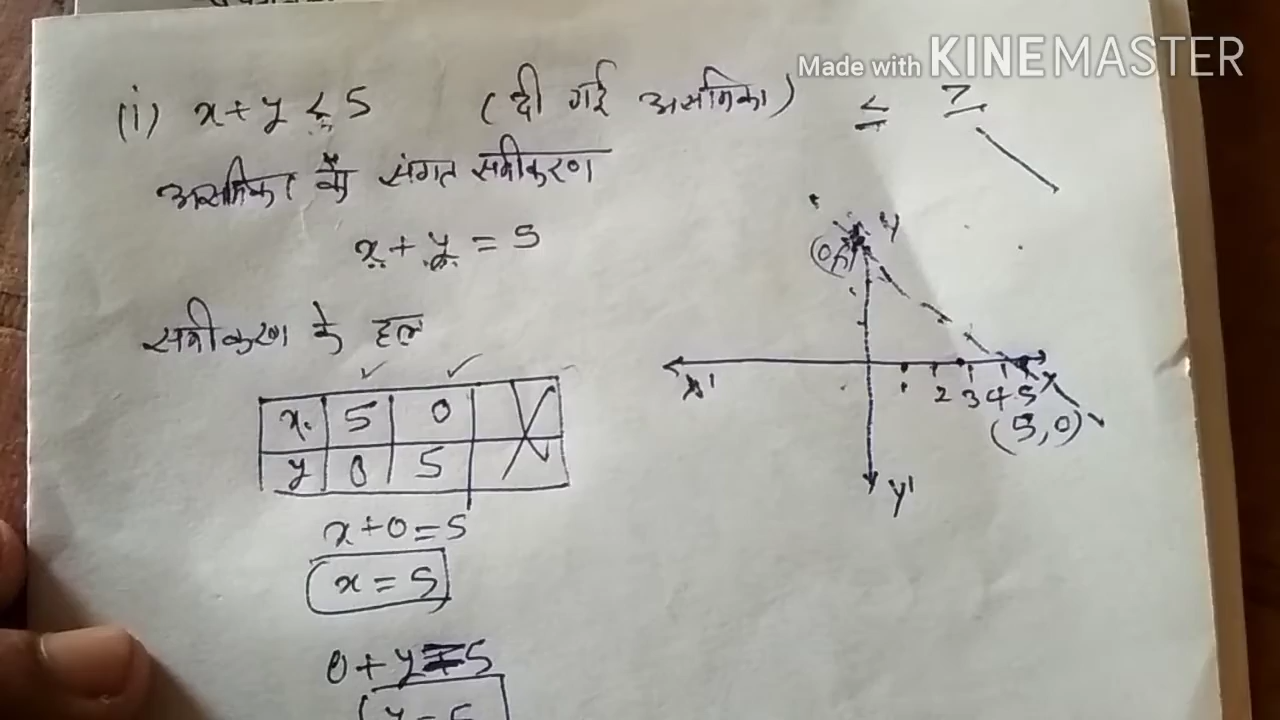 Made with KINEMASTER
(i) x + y < 5 (दी गई असमिका) ≤ ≥
असमिका के संगत समीकरण
x + y = 5
समीकरण के हल
x 5 0
y 0 5
x + 0 = 5
x = 5
0 + y = 5
y = 5
Y
X' 2 3 4 5 X
(5,0)
Y'